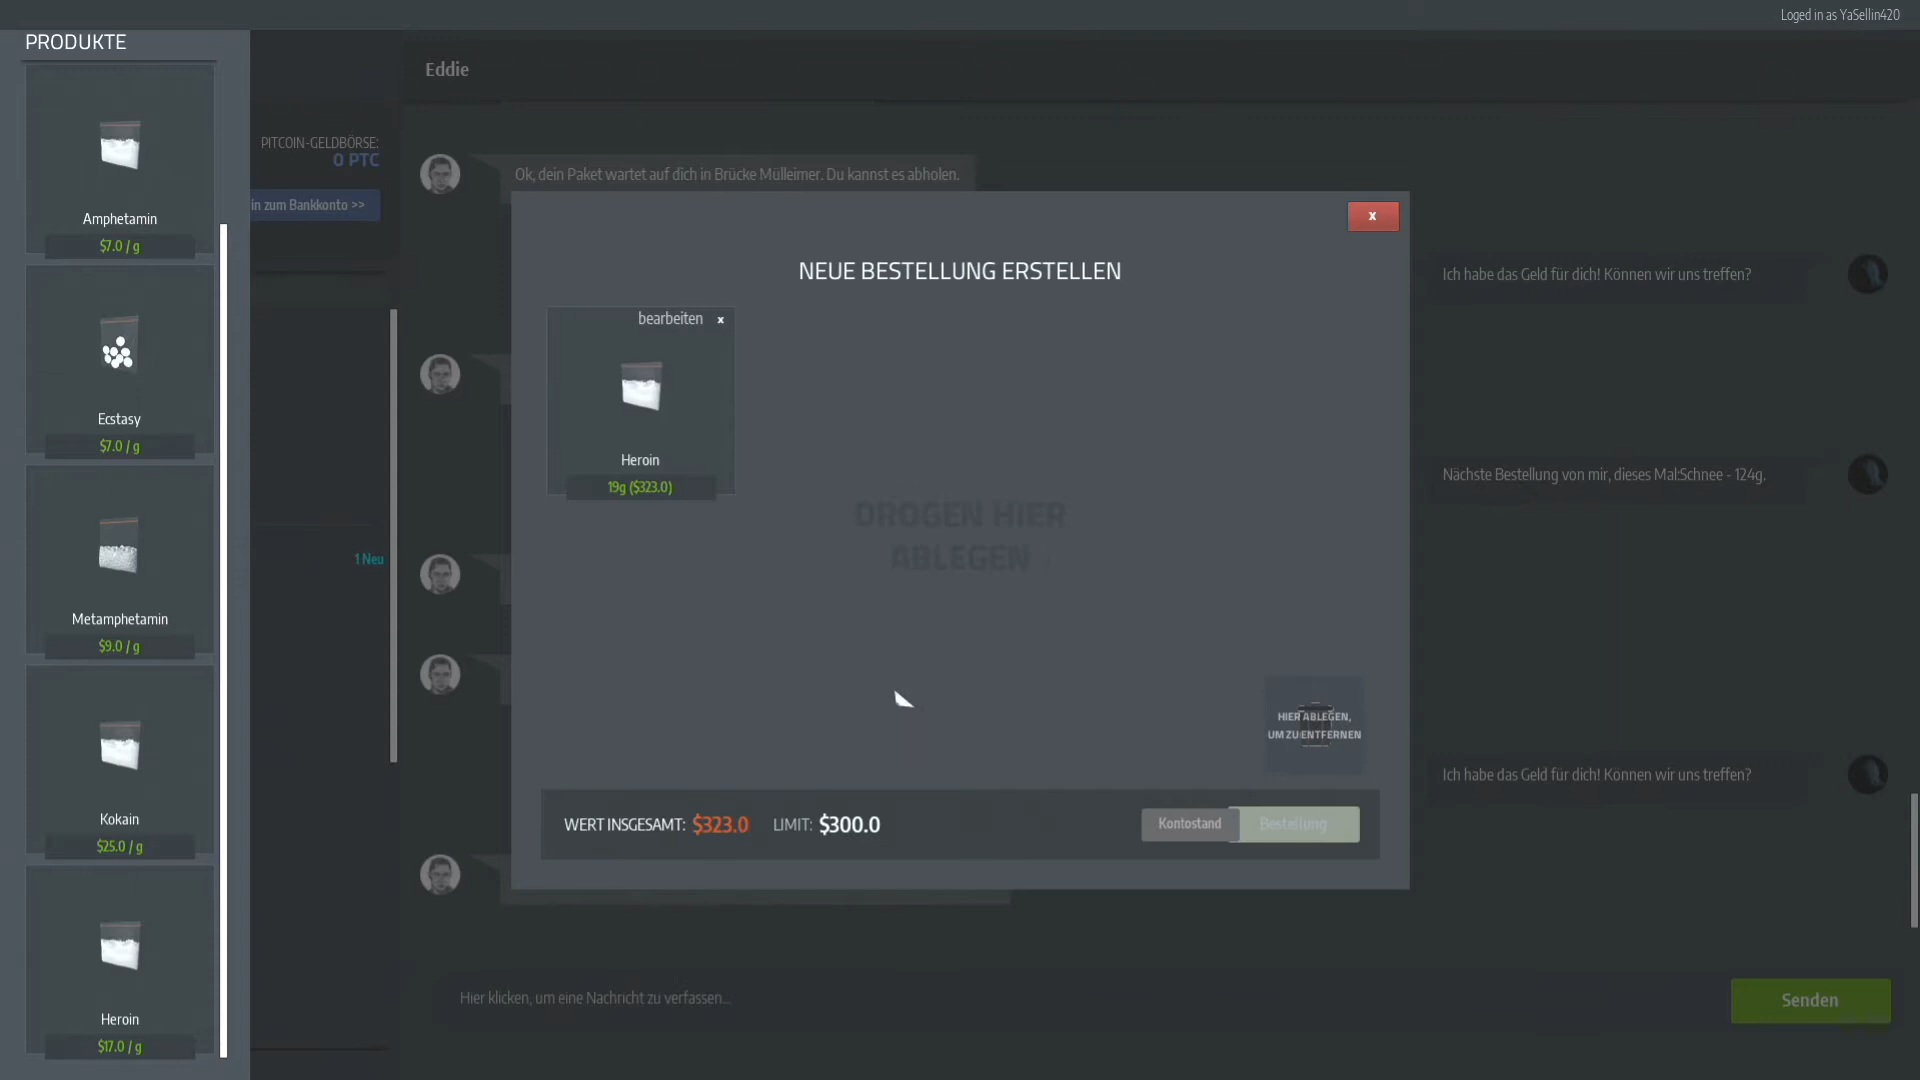 Loged in as YaSellin420
PRODUKTE
Amphetamin
$7.0 / g
Ecstasy
$7.0 / g
Metamphetamin
$9.0 / g
Kokain
$25.0 / g
Heroin
$17.0 / g
PITCOIN-GELDBÖRSE:
0 PTC
in zum Bankkonto >>
1 Neu
Eddie
Ok, dein Paket wartet auf dich in Brücke Mülleimer. Du kannst es abholen.
Ich habe das Geld für dich! Können wir uns treffen?
Nächste Bestellung von mir, dieses Mal:Schnee - 124g.
Ich habe das Geld für dich! Können wir uns treffen?
x
NEUE BESTELLUNG ERSTELLEN
bearbeiten x
Heroin
19g ($323.0)
DROGEN HIER
ABLEGEN
HIER ABLEGEN,
UM ZU ENTFERNEN
WERT INSGESAMT: $323.0 LIMIT: $300.0
Kontostand
Bestellung
Hier klicken, um eine Nachricht zu verfassen...
Senden